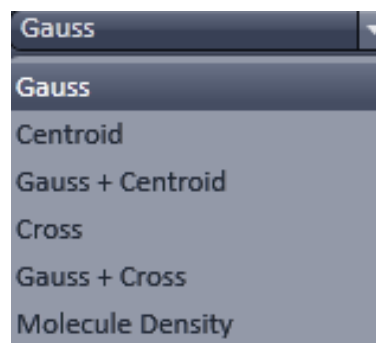 Gauss
Gauss
Centroid
Gauss + Centroid
Cross
Gauss + Cross
Molecule Density